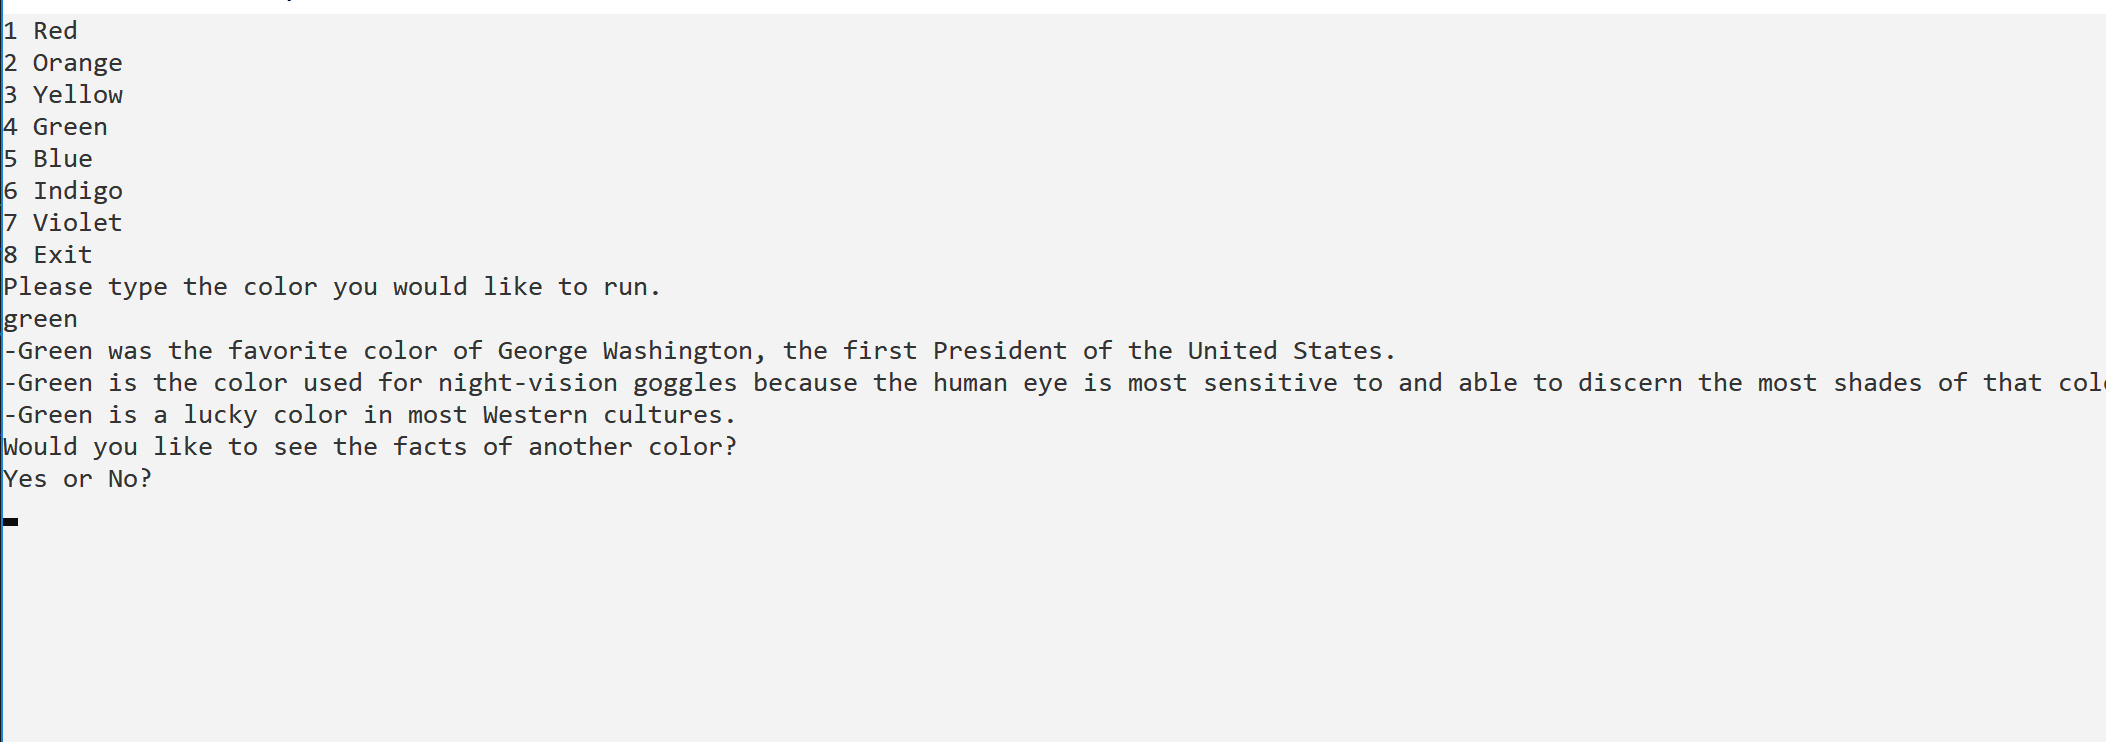 1 Red
2 Orange
3 Yellow
4 Green
5 Blue
6 Indigo
7 Violet
8 Exit
Please type the color you would like to run.
green
-Green was the favorite color of George Washington, the first President of the United States.
-Green is the color used for night-vision goggles because the human eye is most sensitive to and able to discern the most shades of that
-Green is a lucky color in most Western cultures.
Would you like to see the facts of another color?
Yes or No?